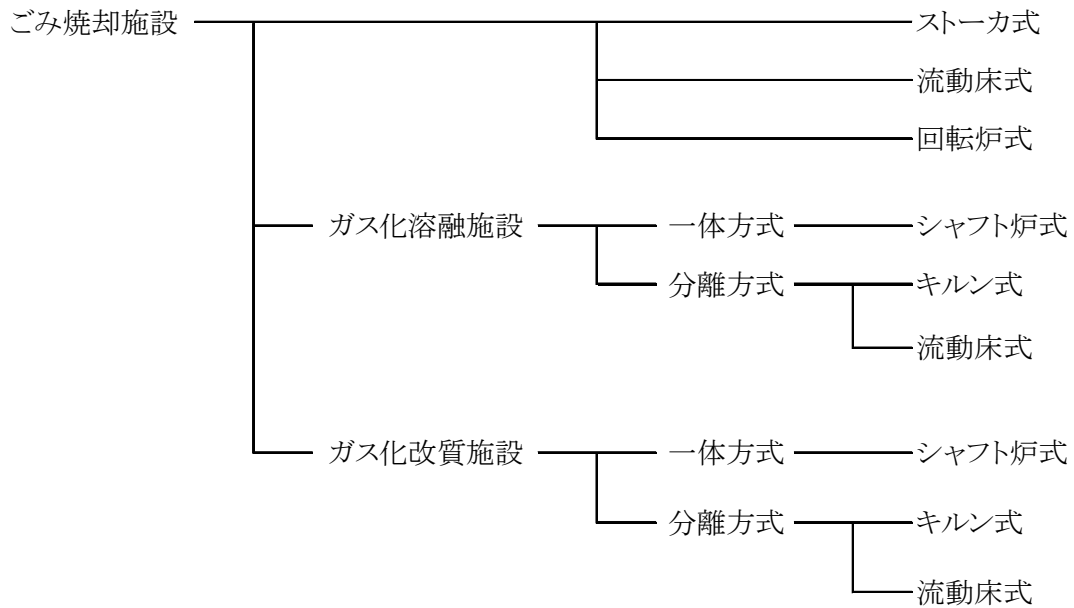 ごみ焼却施設 ストーカ式
流動床式
回転炉式
ガス化溶融施設 一体方式 シャフト炉式
分離方式 キルン式
流動床式
ガス化改質施設 一体方式 シャフト炉式
分離方式 キルン式
流動床式